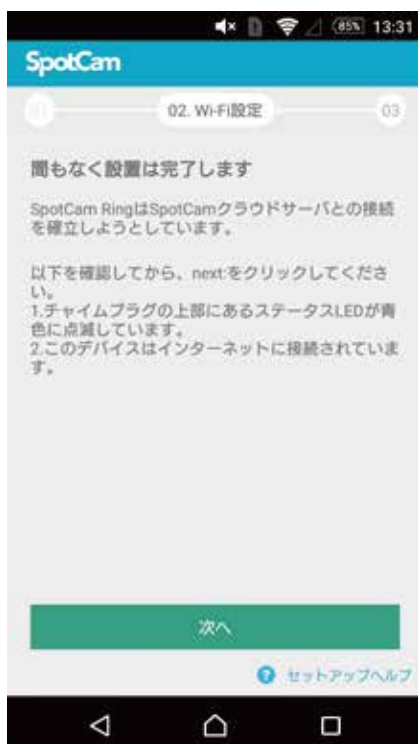 85% 13:31
SpotCam
02. Wi-Fi設定
03
間もなく設置は完了します
SpotCam RingはSpotCamクラウドサーバとの接続
を確立しようとしています。
以下を確認してから、next:をクリックしてくださ
い。
1.チャイムプラグの上部にあるステータスLEDが青
色に点滅しています。
2.このデバイスはインターネットに接続されていま
す。
次へ
? セットアップヘルプ